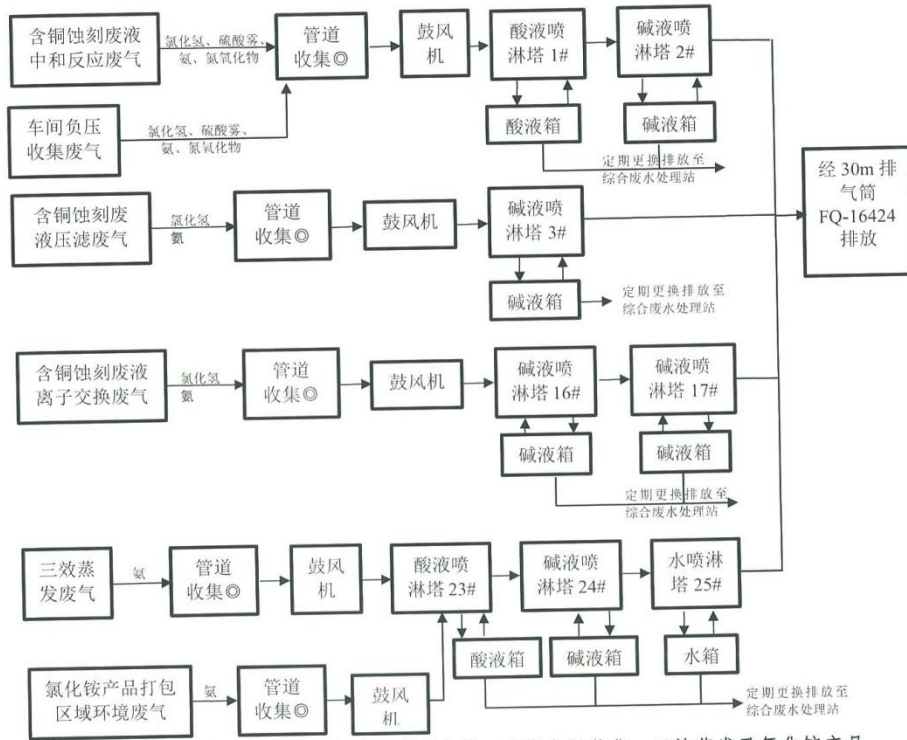 含铜蚀刻废液
中和反应废气
氯化氢、硫酸雾、
氨、氮氧化物
管道
收集◎
鼓风
机
酸液喷
淋塔 1#
碱液喷
淋塔 2#
酸液箱
碱液箱
定期更换排放至
综合废水处理站
车间负压
收集废气
氯化氢、硫酸雾、
氨、氮氧化物
经 30m 排
气筒
FQ-16424
排放
含铜蚀刻废
液压滤废气
氯化氢
氨
管道
收集◎
鼓风机
碱液喷
淋塔 3#
碱液箱
定期更换排放至
综合废水处理站
含铜蚀刻废液
离子交换废气
氯化氢
氨
管道
收集◎
鼓风机
碱液喷
淋塔 16#
碱液喷
淋塔 17#
碱液箱
碱液箱
定期更换排放至
综合废水处理站
三效蒸
发废气
氨
管道
收集◎
鼓风
机
酸液喷
淋塔 23#
碱液喷
淋塔 24#
水喷淋
塔 25#
酸液箱
碱液箱
水箱
定期更换排放至
综合废水处理站
氯化铵产品打包
区域环境废气
氨
管道
收集◎
鼓风
机